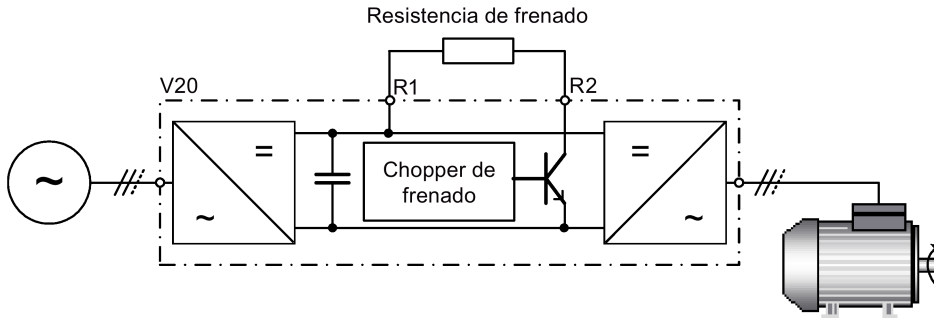 Resistencia de frenado
V20
R1
R2
=
=
Chopper de
frenado
~
~
~